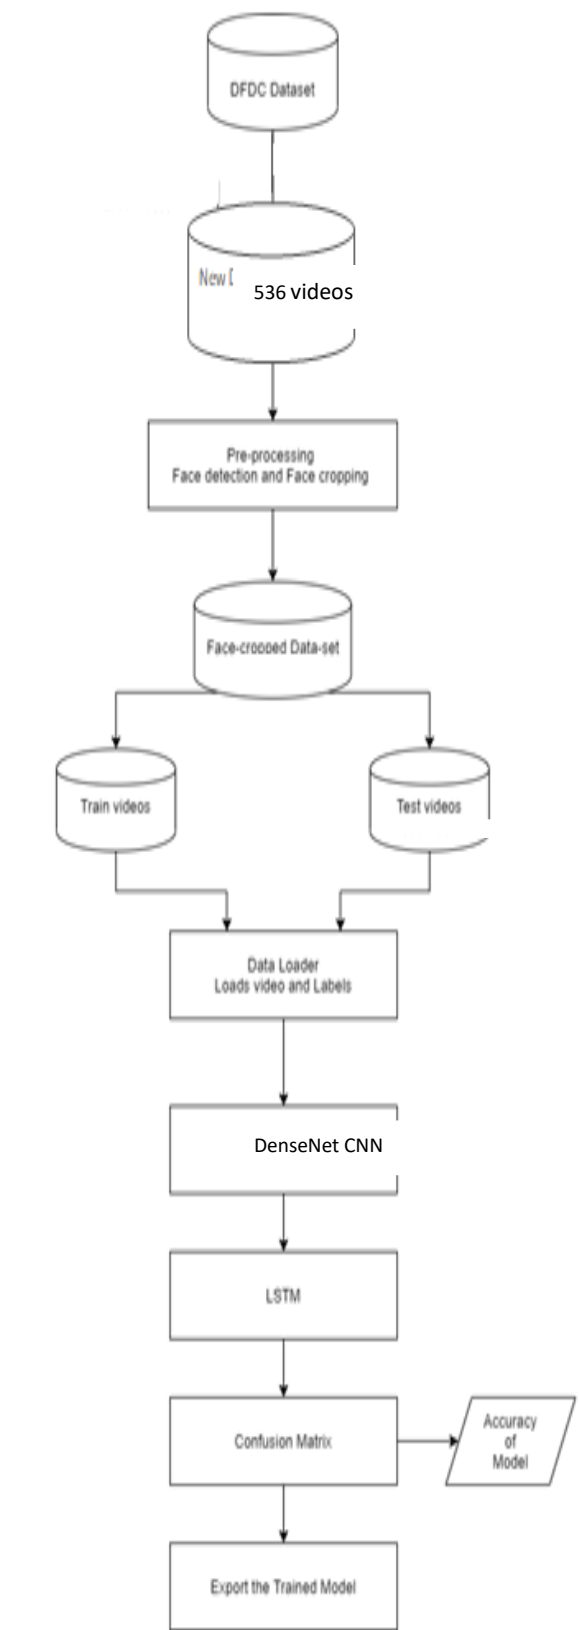 DFDC Dataset
New D
536 videos
Pre-processing
Face detection and Face cropping
Face-cropped Data-set
Train videos
Test videos
Data Loader
Loads video and Labels
DenseNet CNN
LSTM
Confusion Matrix
Accuracy
of
Model
Export the Trained Model